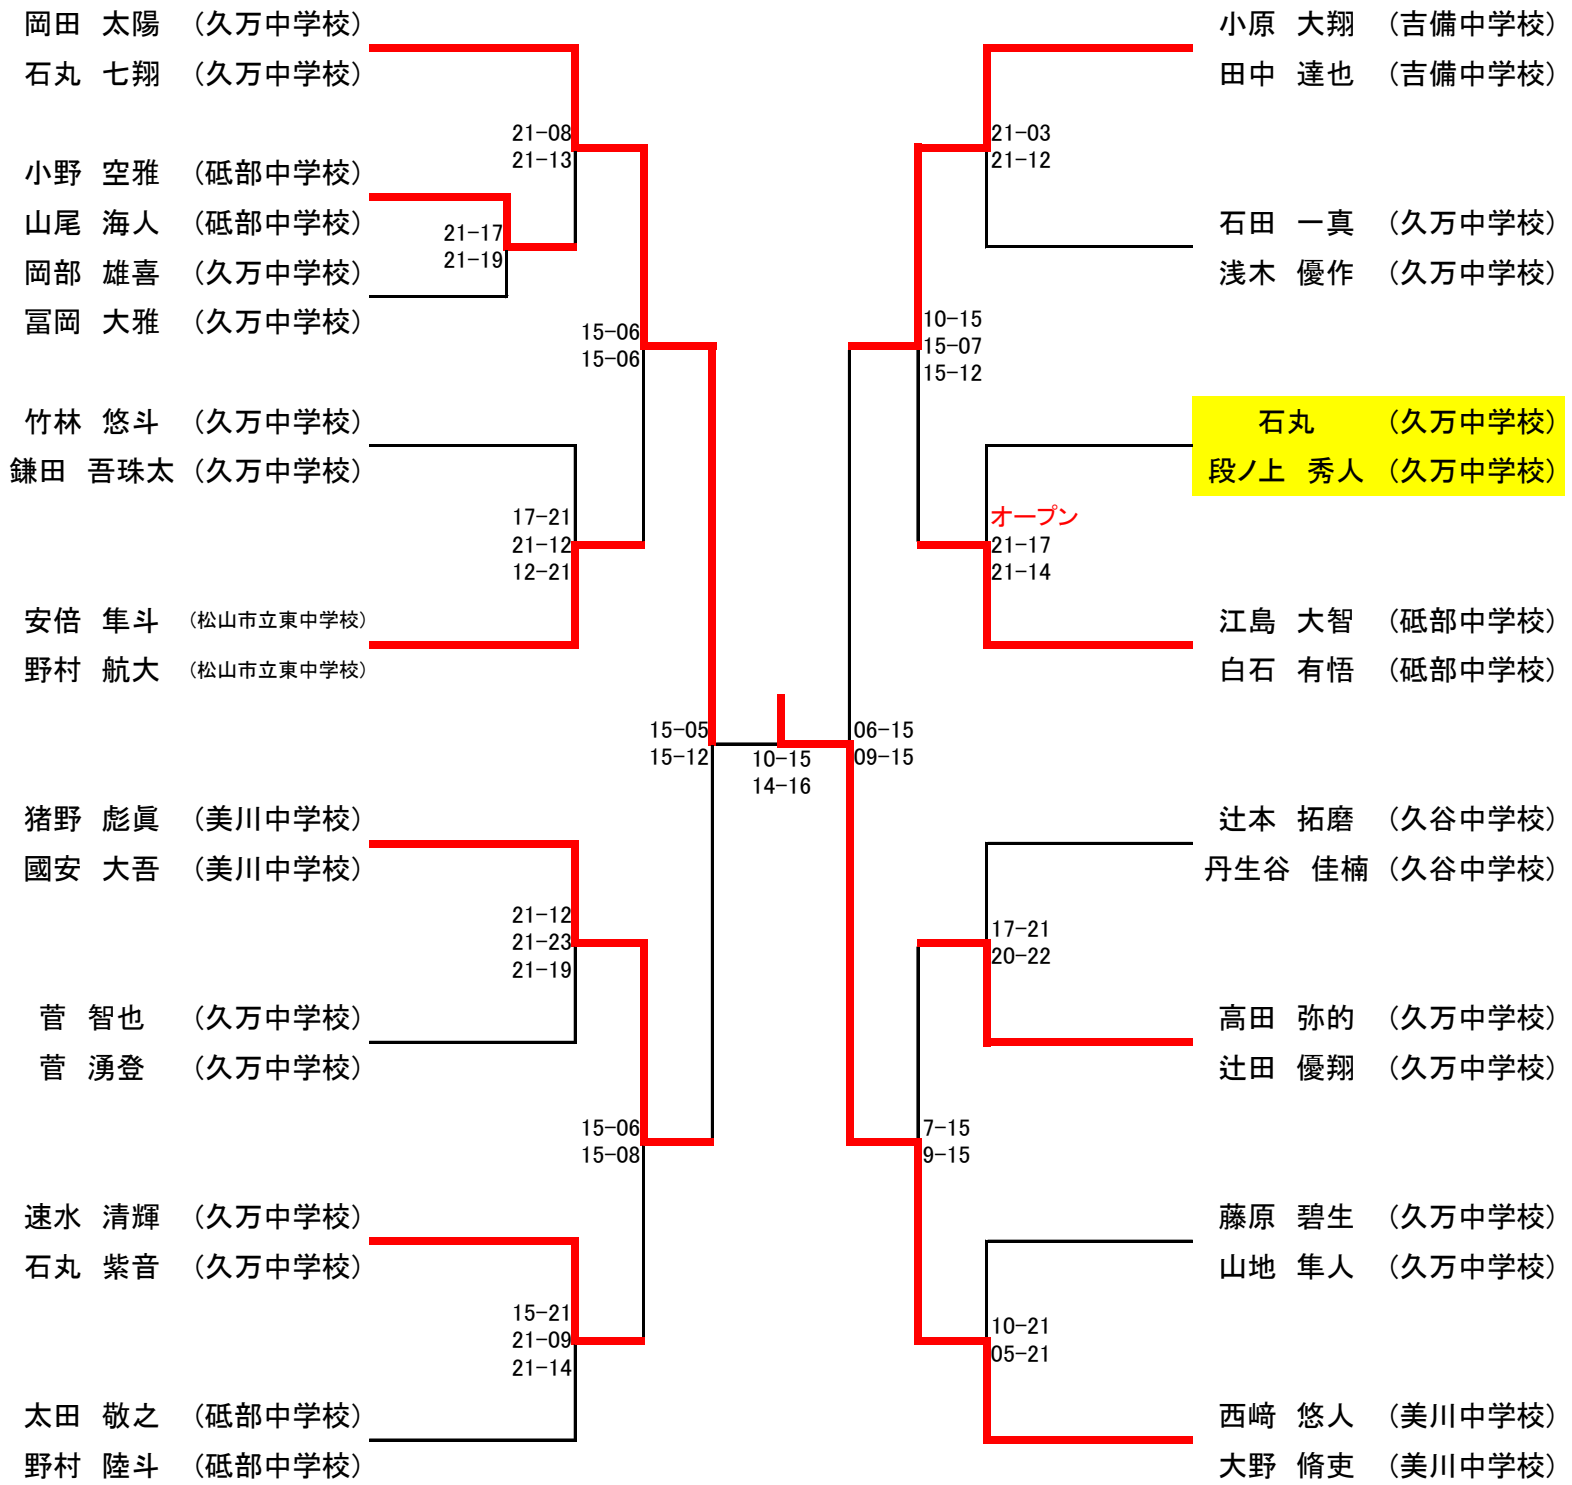 岡田 太陽 （久万中学校）
石丸 七翔 （久万中学校）
21-08
21-13
小野 空雅 （砥部中学校）
山尾 海人 （砥部中学校）
21-17
21-19
岡部 雄喜 （久万中学校）
冨岡 大雅 （久万中学校）
15-06
15-06
竹林 悠斗 （久万中学校）
鎌田 吾珠太 （久万中学校）
17-21
21-12
12-21
安倍 隼斗 （松山市立東中学校）
野村 航大 （松山市立東中学校）
15-05
15-12
10-15
14-16
猪野 彪眞 （美川中学校）
國安 大吾 （美川中学校）
21-12
21-23
21-19
菅 智也 （久万中学校）
菅 湧登 （久万中学校）
15-06
15-08
速水 清輝 （久万中学校）
石丸 紫音 （久万中学校）
15-21
21-09
21-14
太田 敬之 （砥部中学校）
野村 陸斗 （砥部中学校）
小原 大翔 （吉備中学校）
田中 達也 （吉備中学校）
21-03
21-12
石田 一真 （久万中学校）
浅木 優作 （久万中学校）
10-15
15-07
15-12
石丸 （久万中学校）
段ノ上 秀人 （久万中学校）
オープン
21-17
21-14
江島 大智 （砥部中学校）
白石 有悟 （砥部中学校）
06-15
09-15
辻本 拓磨 （久谷中学校）
丹生谷 佳楠 （久谷中学校）
17-21
20-22
高田 弥的 （久万中学校）
辻田 優翔 （久万中学校）
7-15
9-15
藤原 碧生 （久万中学校）
山地 隼人 （久万中学校）
10-21
05-21
西﨑 悠人 （美川中学校）
大野 脩吏 （美川中学校）